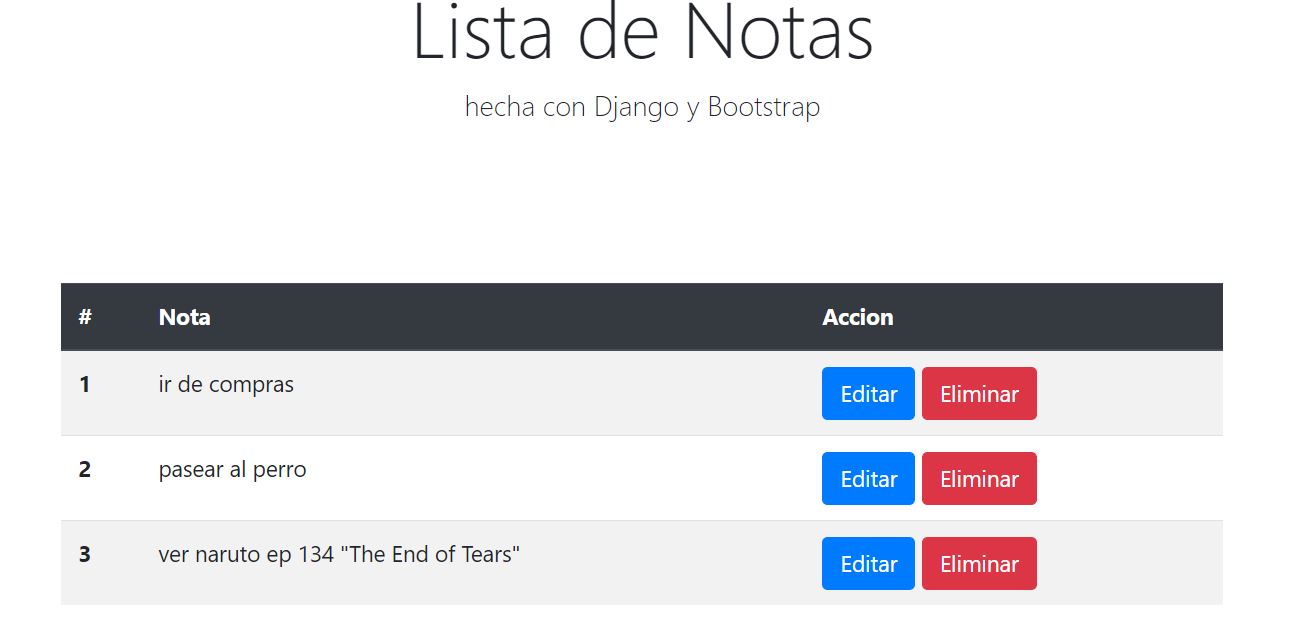 Lista de Notas
hecha con Django y Bootstrap
# Nota Accion
1 ir de compras Editar Eliminar
2 pasear al perro Editar Eliminar
3 ver naruto ep 134 "The End of Tears" Editar Eliminar